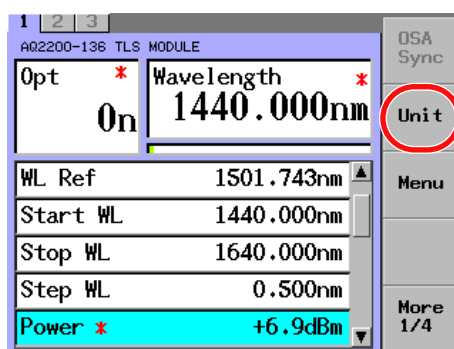 1 2 3
AQ2200-136 TLS MODULE
Opt *
On
Wavelength *
1440.000nm
WL Ref 1501.743nm
Start WL 1440.000nm
Stop WL 1640.000nm
Step WL 0.500nm
Power * +6.9dBm
OSA
Sync
Unit
Menu
More
1/4